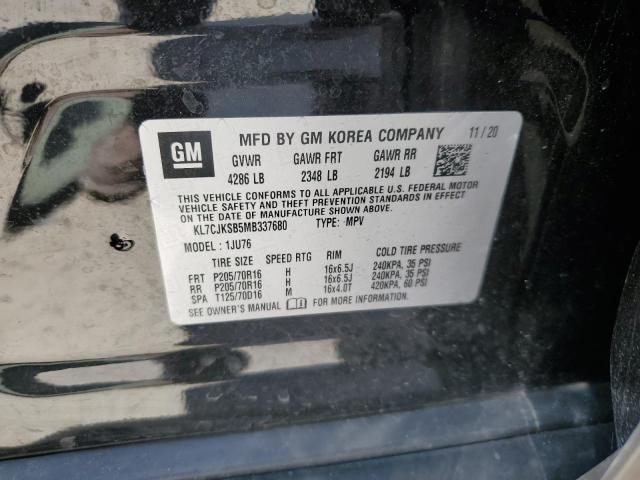 GM MFD BY GM KOREA COMPANY 11/20
GVWR GAWR FRT GAWR RR
4286 LB 2348 LB 2194 LB
THIS VEHICLE CONFORMS TO ALL APPLICABLE U.S. FEDERAL MOTOR
VEHICLE SAFETY AND THEFT PREVENTION STANDARDS IN EFFECT ON
THE DATE OF MANUFACTURE SHOWN ABOVE.
KL7CJKSB5MB337680 TYPE: MPV
MODEL: 1JU76
TIRE SIZE SPEED RTG RIM COLD TIRE PRESSURE
FRT P205/70R16 H 16x6.5J 240KPA, 35 PSI
RR P205/70R16 H 16x6.5J 240KPA, 35 PSI
SPA T125/70D16 M 16x4.0T 420KPA, 60 PSI
SEE OWNER'S MANUAL FOR MORE INFORMATION.